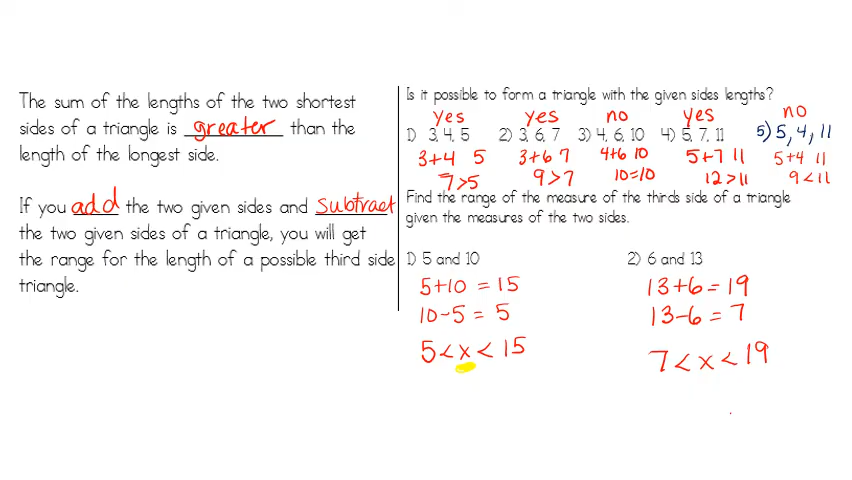 The sum of the lengths of the two shortest
sides of a triangle is greater than the
length of the longest side.
If you add the two given sides and subtract
the two given sides of a triangle, you will get
the range for the length of a possible third side
triangle.
Is it possible to form a triangle with the given sides lengths?
yes yes no yes no
1) 3, 4, 5 2) 3, 6, 7 3) 4, 6, 10 4) 5, 7, 11 5) 5, 4, 11
3+4 5 3+6 7 4+6 10 5+7 11 5+4 11
7>5 9>7 10=10 12>11 9<11
Find the range of the measure of the thirds side of a triangle
given the measures of the two sides.
1) 5 and 10 2) 6 and 13
5+10 = 15 13+6 = 19
10-5 = 5 13-6 = 7
5 < x < 15 7 < x < 19